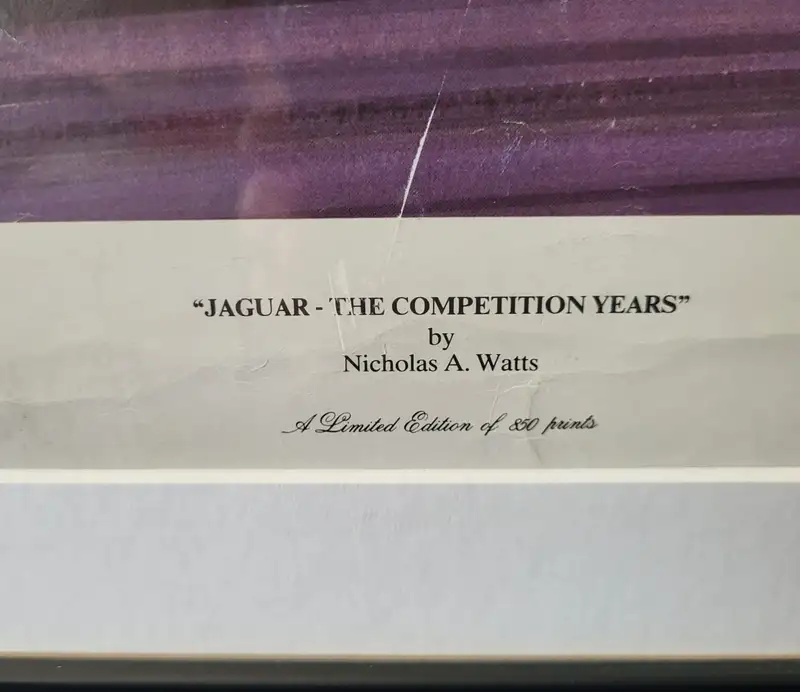 “JAGUAR - THE COMPETITION YEARS”
by
Nicholas A. Watts
A Limited Edition of 850 prints